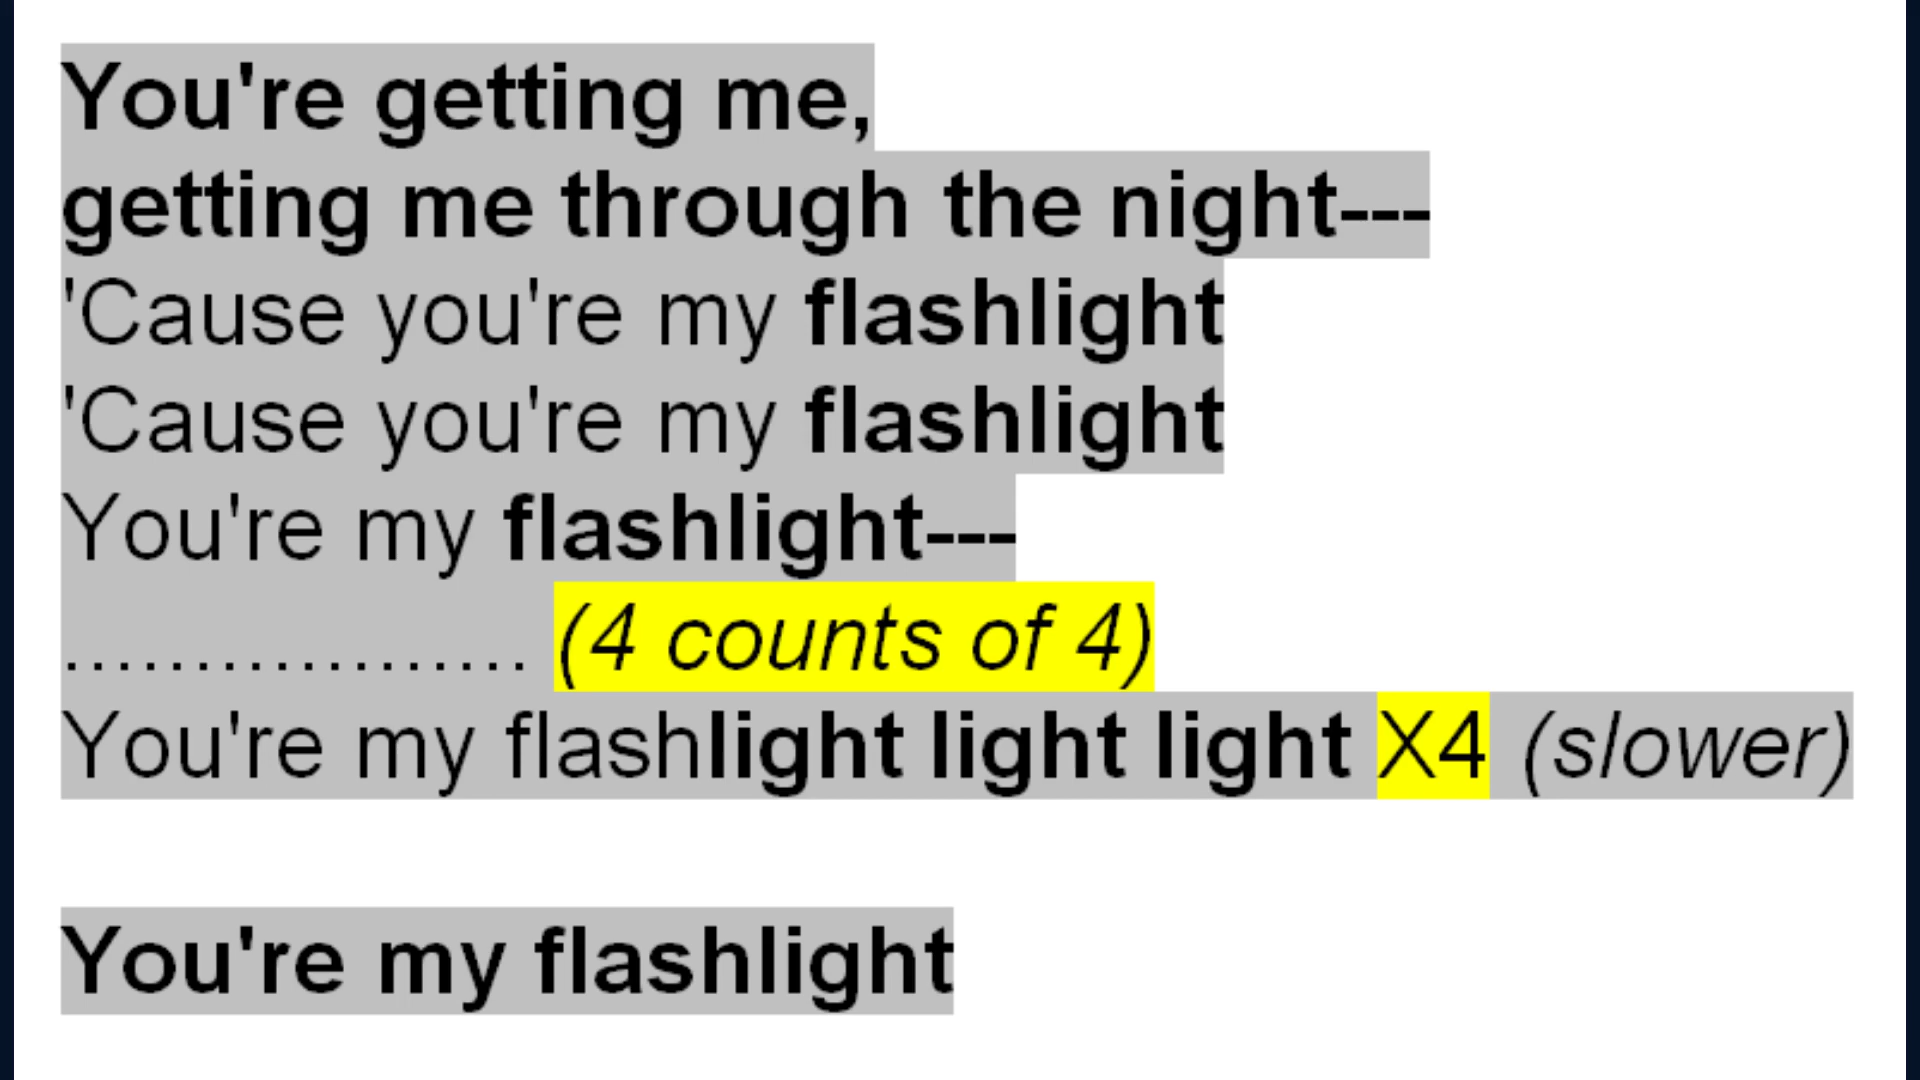 You're getting me,
getting me through the night---
'Cause you're my flashlight
'Cause you're my flashlight
You're my flashlight---
.................. (4 counts of 4)
You're my flashlight light light X4 (slower)
You're my flashlight